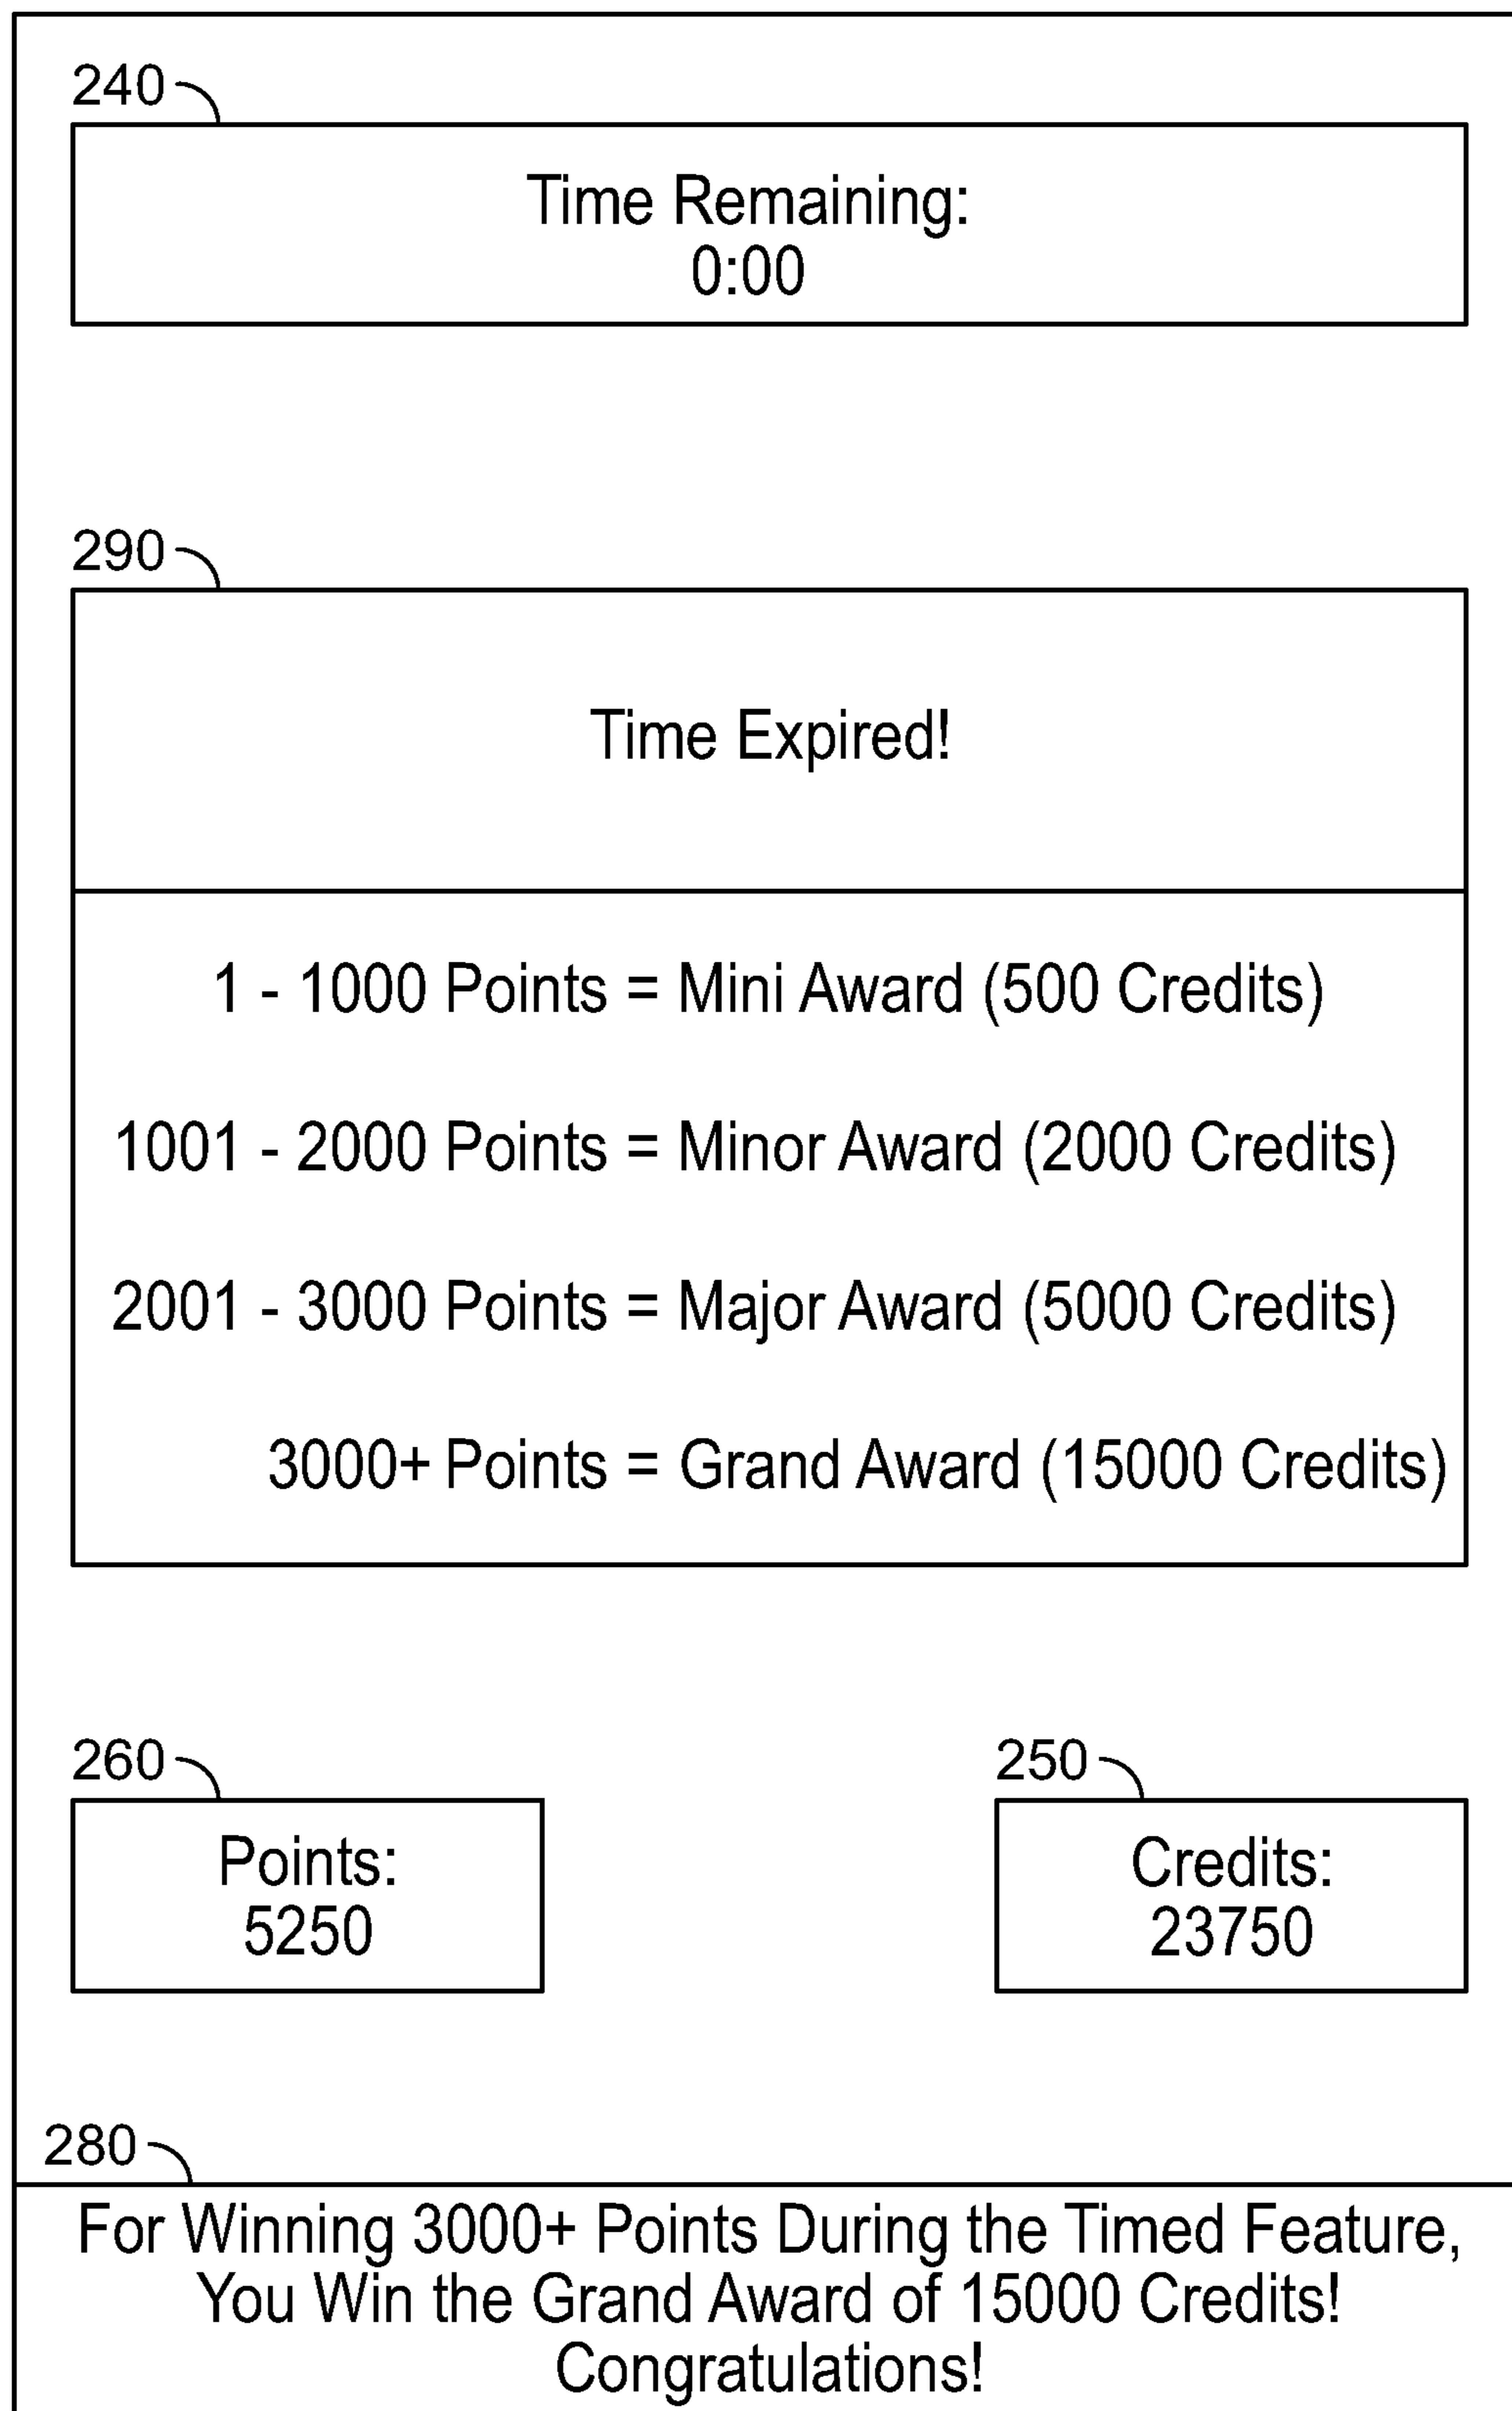 240
Time Remaining:
0:00
290
Time Expired!
1 - 1000 Points = Mini Award (500 Credits)
1001 - 2000 Points = Minor Award (2000 Credits)
2001 - 3000 Points = Major Award (5000 Credits)
3000+ Points = Grand Award (15000 Credits)
260
Points:
5250
250
Credits:
23750
280
For Winning 3000+ Points During the Timed Feature,
You Win the Grand Award of 15000 Credits!
Congratulations!